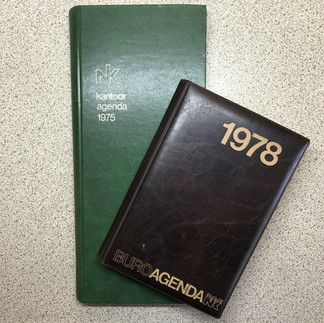 NK
kantoor
agenda
1975
1978
BUROAGENDA NK